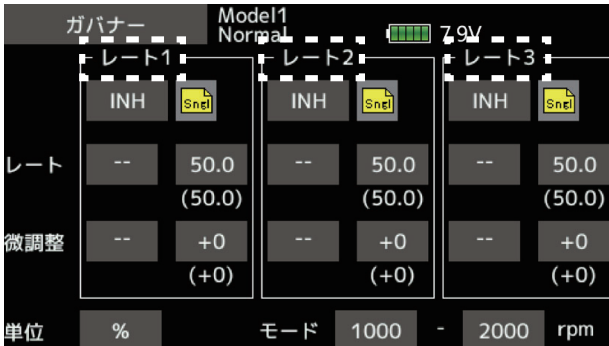 ガバナー
Model1
Normal
7.9V
レート1 レート2 レート3
INH Sngl INH Sngl INH Sngl
レート -- 50.0 -- 50.0 -- 50.0
(50.0) (50.0) (50.0)
微調整 -- +0 -- +0 -- +0
(+0) (+0) (+0)
単位 % モード 1000 - 2000 rpm